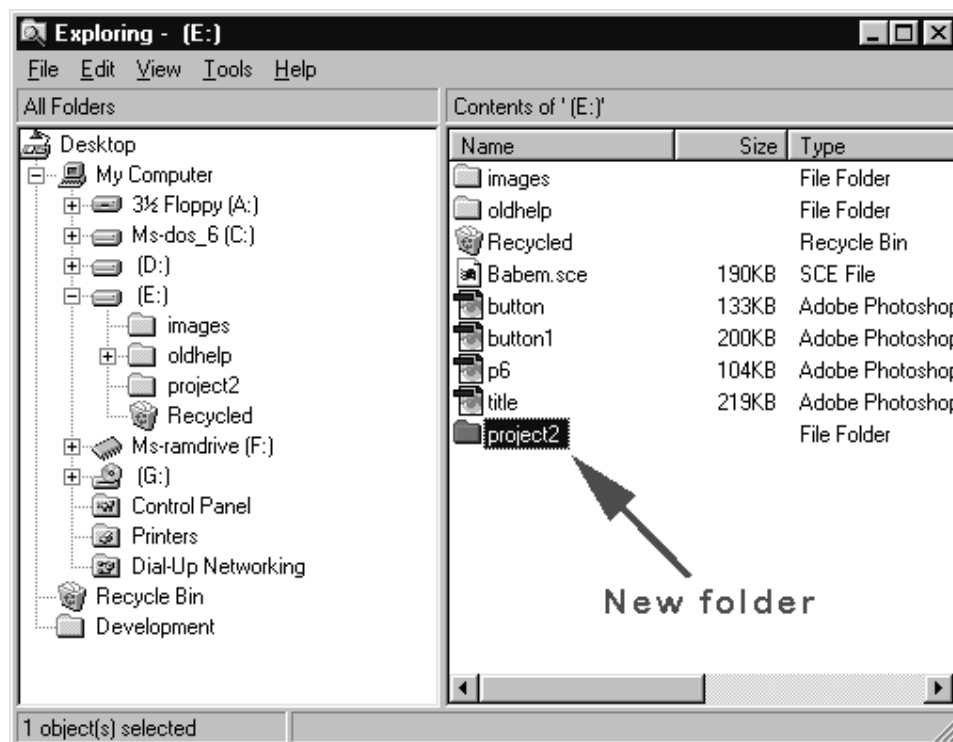 Exploring - (E:)
File Edit View Tools Help
All Folders
Desktop
My Computer
3½ Floppy (A:)
Ms-dos_6 (C:)
(D:)
(E:)
images
oldhelp
project2
Recycled
Ms-ramdrive (F:)
(G:)
Control Panel
Printers
Dial-Up Networking
Recycle Bin
Development
Contents of ' (E:)'
Name Size Type
images File Folder
oldhelp File Folder
Recycled Recycle Bin
Babem.sce 190KB SCE File
button 133KB Adobe Photoshop
button1 200KB Adobe Photoshop
p6 104KB Adobe Photoshop
title 219KB Adobe Photoshop
project2 File Folder
New folder
1 object(s) selected